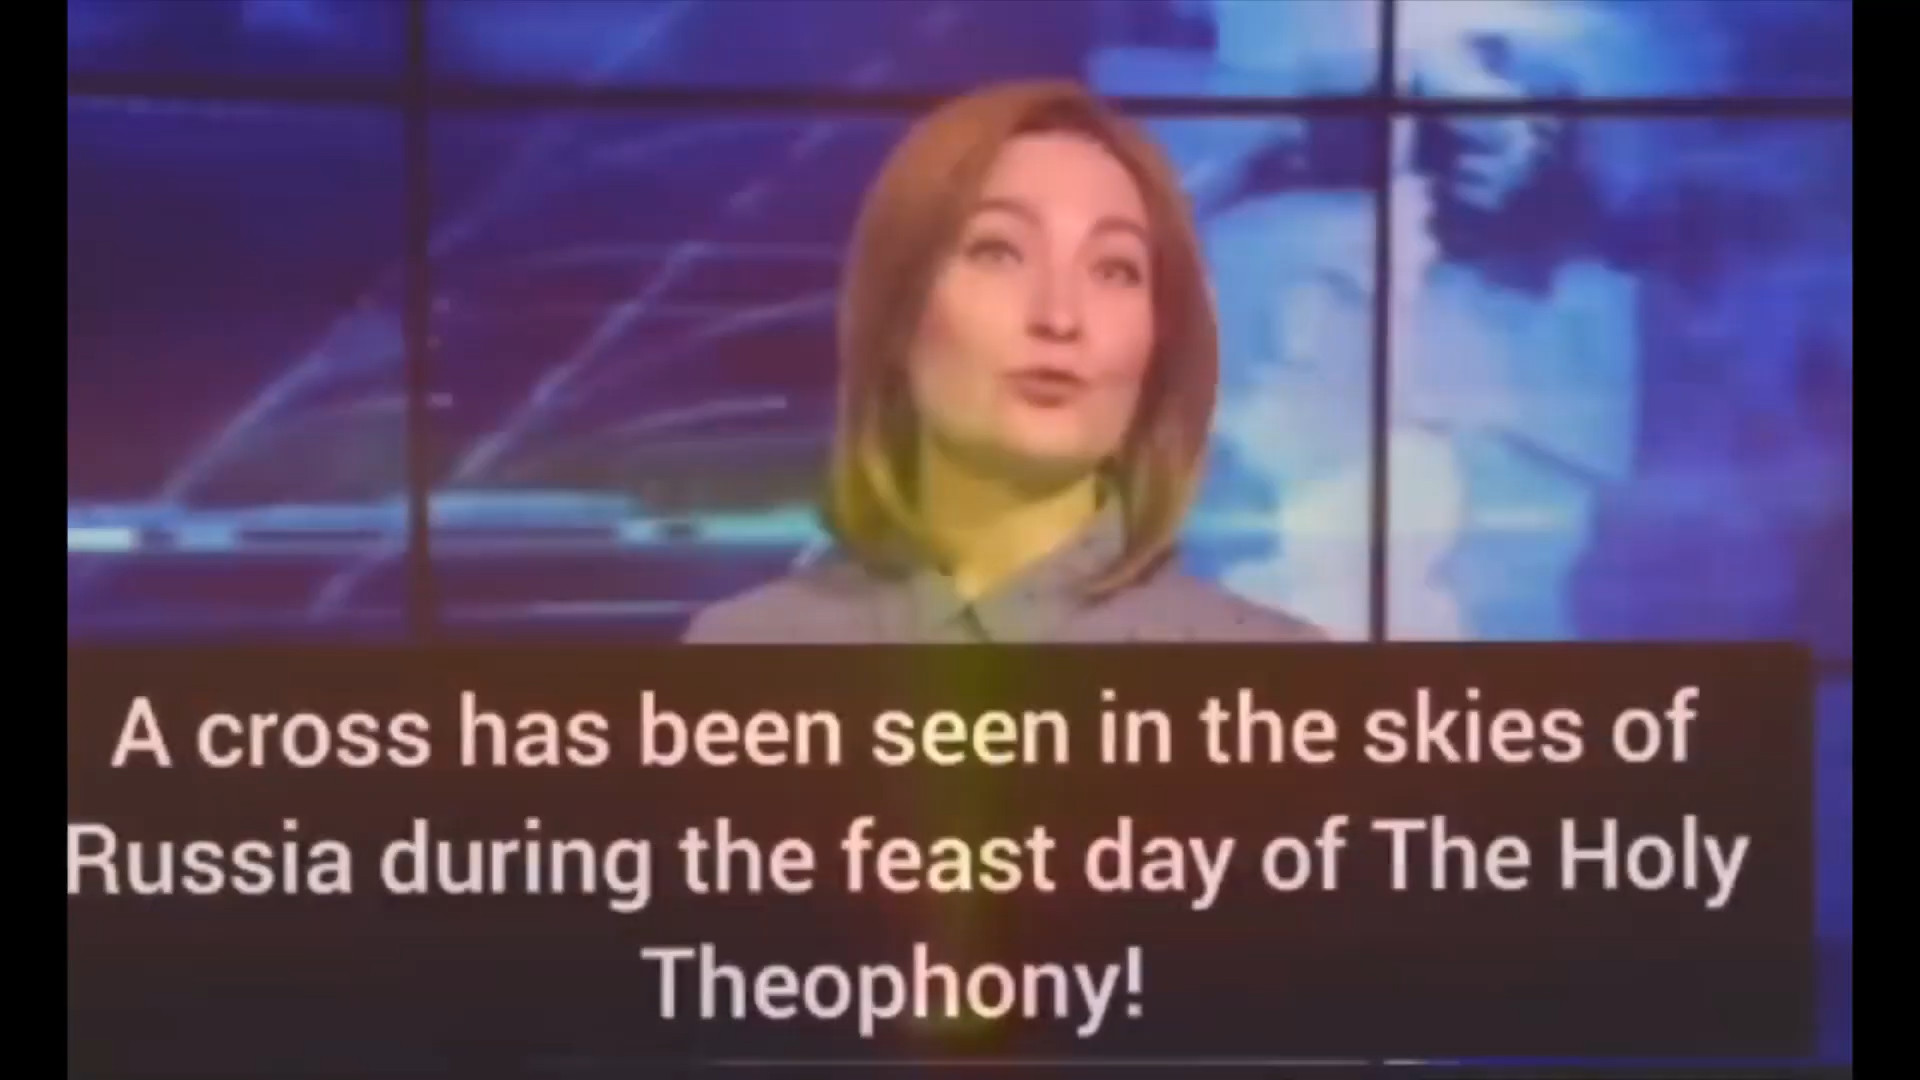 A cross has been seen in the skies of
Russia during the feast day of The Holy
Theophony!